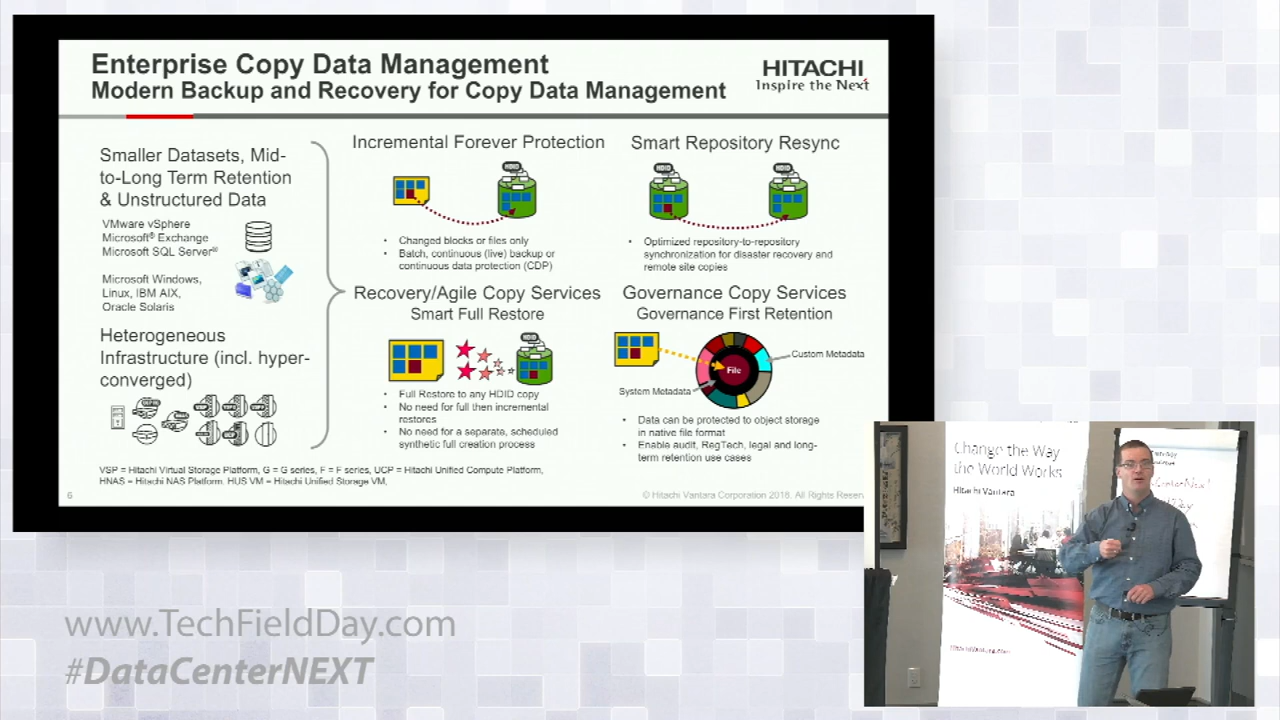 Enterprise Copy Data Management
Modern Backup and Recovery for Copy Data Management
HITACHI
Inspire the Next
Smaller Datasets, Mid-
to-Long Term Retention
& Unstructured Data
VMware vSphere
Microsoft® Exchange
Microsoft SQL Server®
Microsoft Windows,
Linux, IBM AIX,
Oracle Solaris
Heterogeneous
Infrastructure (incl. hyper-
converged)
Incremental Forever Protection
HDID
• Changed blocks or files only
• Batch, continuous (live) backup or
continuous data protection (CDP)
Smart Repository Resync
HDID
HDID
• Optimized repository-to-repository
synchronization for disaster recovery and
remote site copies
Recovery/Agile Copy Services
Smart Full Restore
HDID
• Full Restore to any HDID copy
• No need for full then incremental
restores
• No need for a separate, scheduled
synthetic full creation process
Governance Copy Services
Governance First Retention
File
Custom Metadata
System Metadata
• Data can be protected to object storage
in native file format
• Enable audit, RegTech, legal and long-
term retention use cases
VSP = Hitachi Virtual Storage Platform, G = G series, F = F series, UCP = Hitachi Unified Compute Platform,
HNAS = Hitachi NAS Platform. HUS VM = Hitachi Unified Storage VM,
6
© Hitachi Vantara Corporation 2018. All Rights Reserv
Change the Way
the World Works
Hitachi Vantara
HitachiVantara.com
www.TechFieldDay.com
#DataCenterNEXT